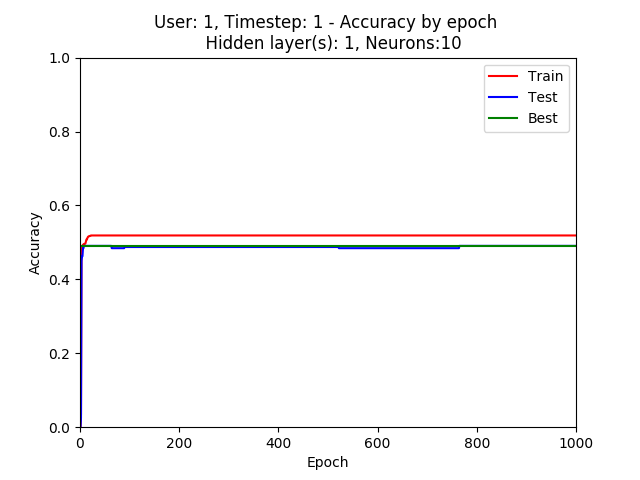 User: 1, Timestep: 1 - Accuracy by epoch
Hidden layer(s): 1, Neurons:10
1.0
0.8
0.6
0.4
0.2
0.0
Accuracy
Train
Test
Best
0 200 400 600 800 1000
Epoch